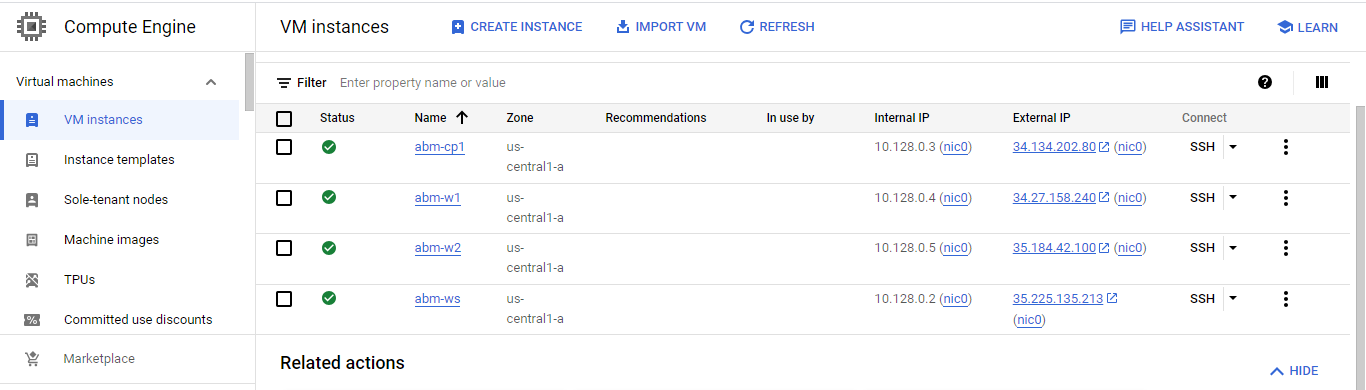 Compute Engine
VM instances
CREATE INSTANCE
IMPORT VM
REFRESH
HELP ASSISTANT
LEARN
Virtual machines
VM instances
Instance templates
Sole-tenant nodes
Machine images
TPUs
Committed use discounts
Marketplace
Filter Enter property name or value
Status Name Zone Recommendations In use by Internal IP External IP Connect
abm-cp1 us- 10.128.0.3 (nic0) 34.134.202.80 (nic0) SSH
central1-a
abm-w1 us- 10.128.0.4 (nic0) 34.27.158.240 (nic0) SSH
central1-a
abm-w2 us- 10.128.0.5 (nic0) 35.184.42.100 (nic0) SSH
central1-a
abm-ws us- 10.128.0.2 (nic0) 35.225.135.213 SSH
central1-a (nic0)
Related actions
HIDE